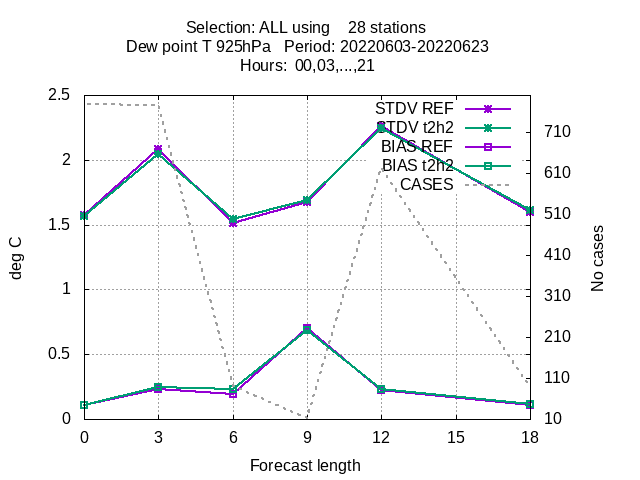 Selection: ALL using 28 stations
Dew point T 925hPa Period: 20220603-20220623
Hours: 00,03,...,21
STDV REF
STDV t2h2
BIAS REF
BIAS t2h2
CASES
2.5
2
1.5
1
0.5
0
deg C
710
610
510
410
310
210
110
10
No cases
0 3 6 9 12 15 18
Forecast length